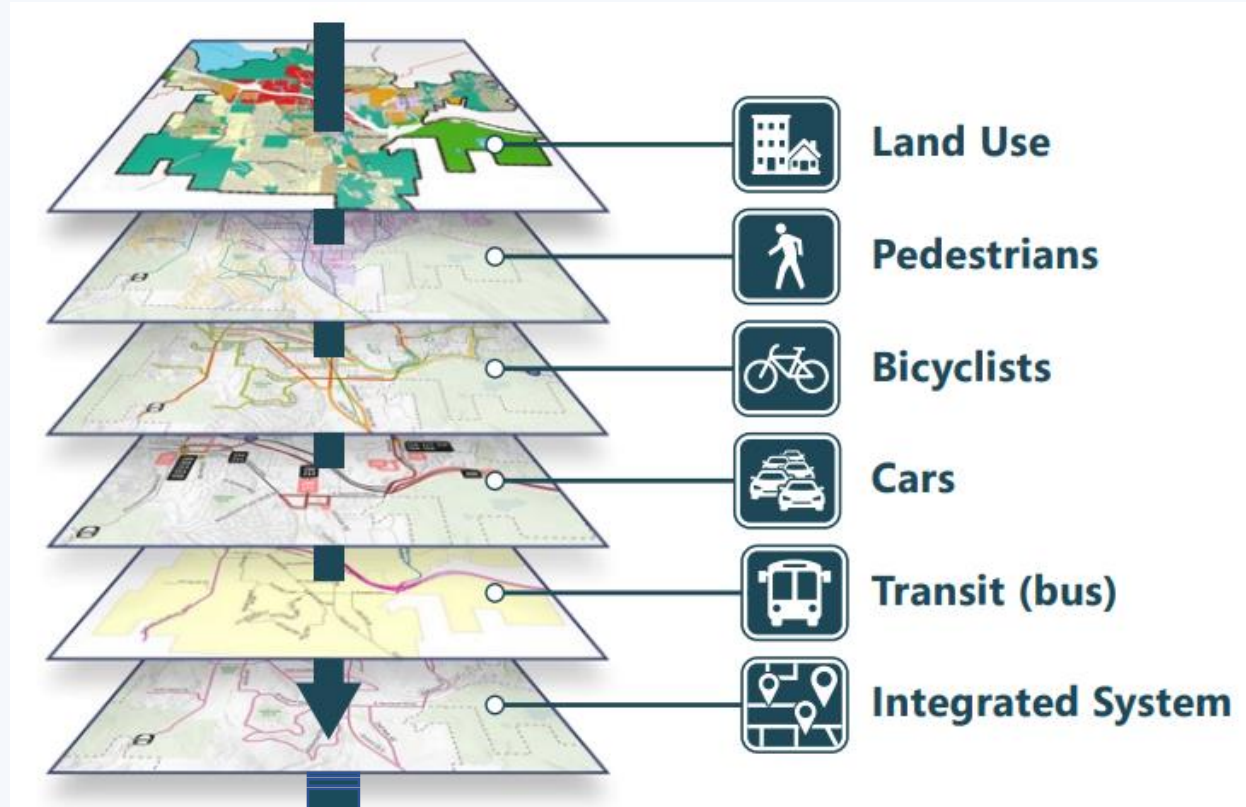 Land Use
Pedestrians
Bicyclists
Cars
Transit (bus)
Integrated System